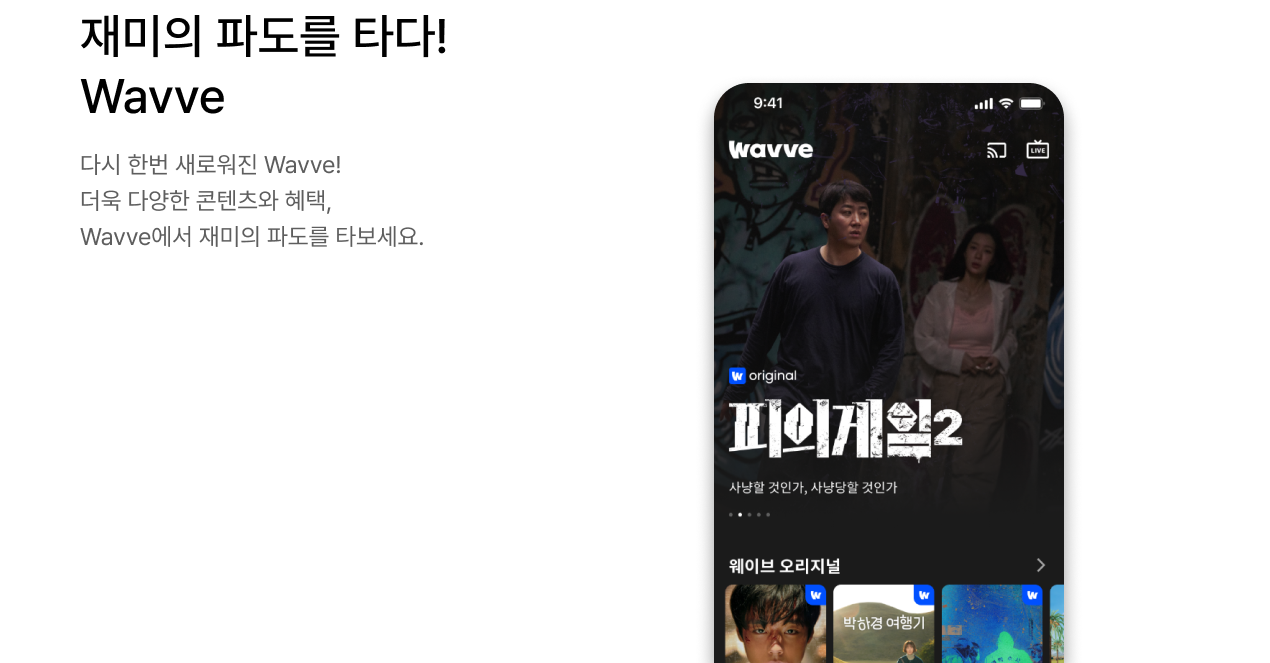 재미의 파도를 타다!
Wavve
다시 한번 새로워진 Wavve!
더욱 다양한 콘텐츠와 혜택,
Wavve에서 재미의 파도를 타보세요.
9:41
wavve
LIVE
W original
피의게임2
사냥할 것인가, 사냥당할 것인가
웨이브 오리지널
W
W
W
박하경 여행기